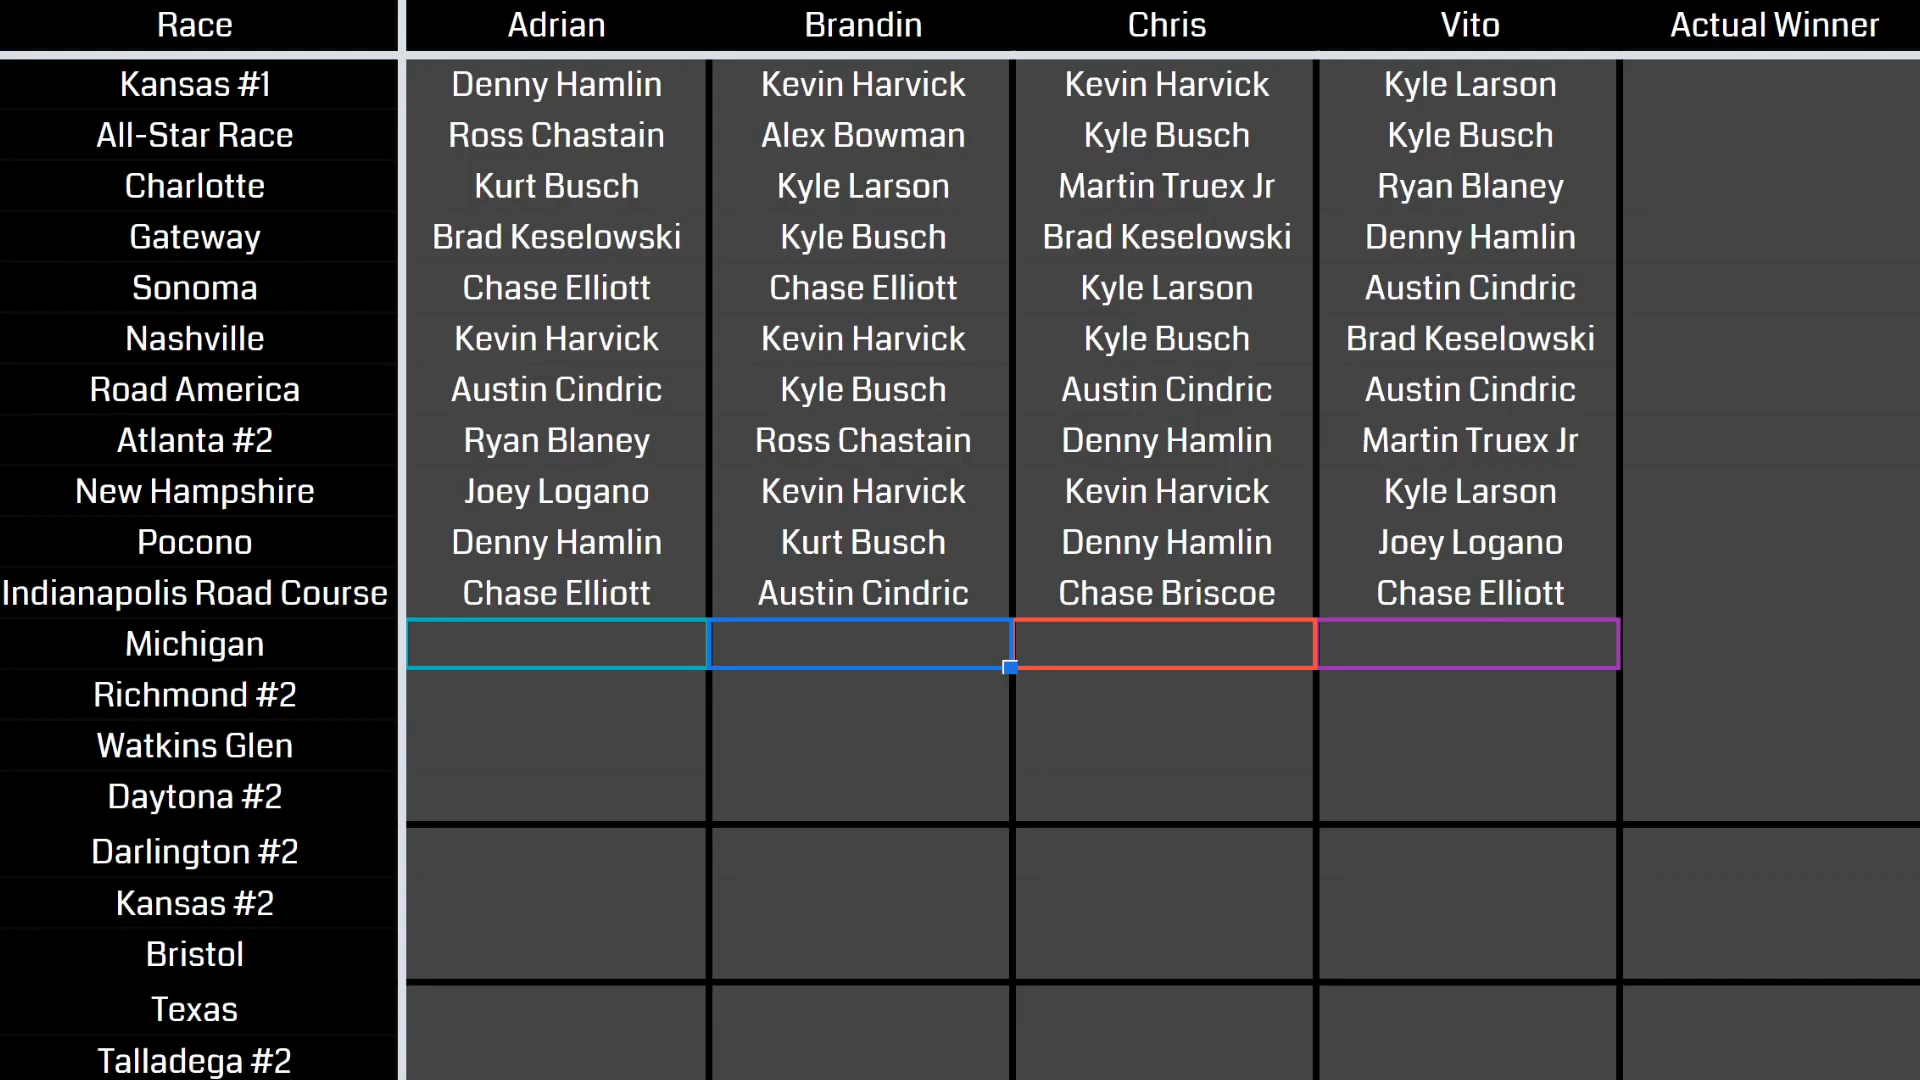 Race Adrian Brandin Chris Vito Actual Winner
Kansas #1 Denny Hamlin Kevin Harvick Kevin Harvick Kyle Larson
All-Star Race Ross Chastain Alex Bowman Kyle Busch Kyle Busch
Charlotte Kurt Busch Kyle Larson Martin Truex Jr Ryan Blaney
Gateway Brad Keselowski Kyle Busch Brad Keselowski Denny Hamlin
Sonoma Chase Elliott Chase Elliott Kyle Larson Austin Cindric
Nashville Kevin Harvick Kevin Harvick Kyle Busch Brad Keselowski
Road America Austin Cindric Kyle Busch Austin Cindric Austin Cindric
Atlanta #2 Ryan Blaney Ross Chastain Denny Hamlin Martin Truex Jr
New Hampshire Joey Logano Kevin Harvick Kevin Harvick Kyle Larson
Pocono Denny Hamlin Kurt Busch Denny Hamlin Joey Logano
Indianapolis Road Course Chase Elliott Austin Cindric Chase Briscoe Chase Elliott
Michigan
Richmond #2
Watkins Glen
Daytona #2
Darlington #2
Kansas #2
Bristol
Texas
Talladega #2